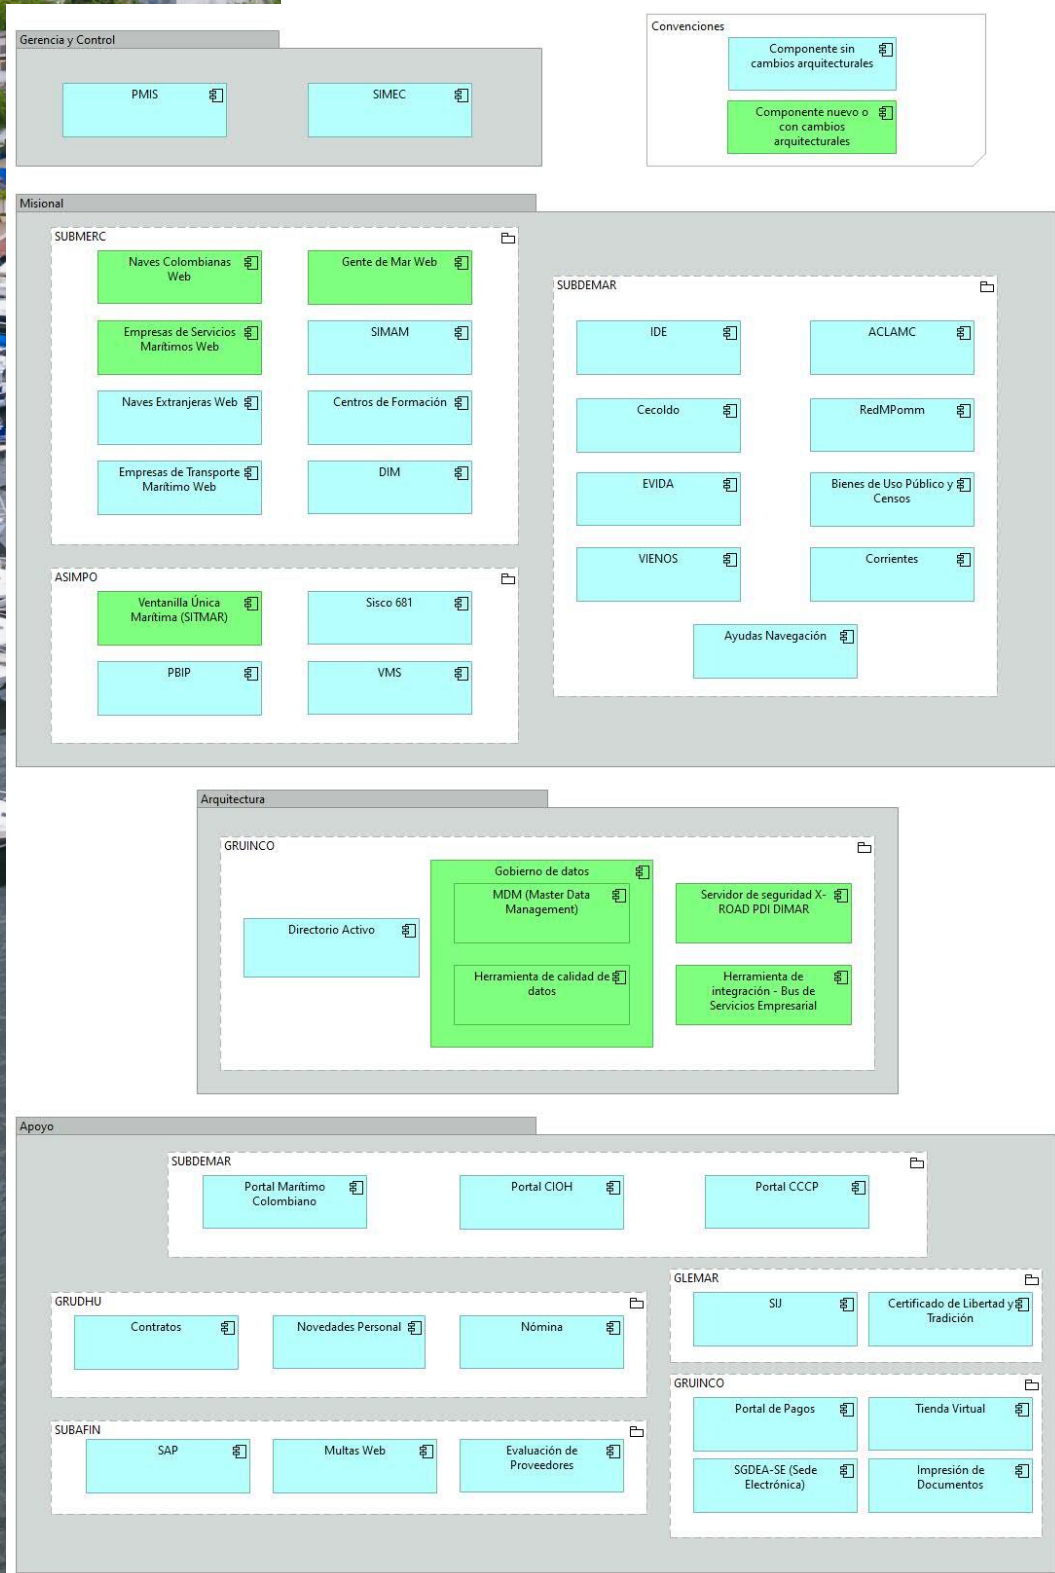 Gerencia y Control
PMIS
SIMEC
Convenciones
Componente sin
cambios arquitecturales
Componente nuevo o
con cambios
arquitecturales
Misional
SUBMERC
Naves Colombianas
Web
Gente de Mar Web
Empresas de Servicios
Marítimos Web
SIMAM
Naves Extranjeras Web
Centros de Formación
Empresas de Transporte
Marítimo Web
DIM
SUBDEMAR
IDE
ACLAMC
Cecoldo
RedMPomm
EVIDA
Bienes de Uso Público y
Censos
VIENOS
Corrientes
Ayudas Navegación
ASIMPO
Ventanilla Única
Marítima (SITMAR)
Sisco 681
PBIP
VMS
Arquitectura
GRUINCO
Directorio Activo
Gobierno de datos
MDM (Master Data
Management)
Herramienta de calidad de
datos
Servidor de seguridad X-
ROAD PDI DIMAR
Herramienta de
integración - Bus de
Servicios Empresarial
Apoyo
SUBDEMAR
Portal Marítimo
Colombiano
Portal CIOH
Portal CCCP
GRUDHU
Contratos
Novedades Personal
Nómina
GLEMAR
SIJ
Certificado de Libertad y
Tradición
SUBAFIN
SAP
Multas Web
Evaluación de
Proveedores
GRUINCO
Portal de Pagos
Tienda Virtual
SGDEA-SE (Sede
Electrónica)
Impresión de
Documentos